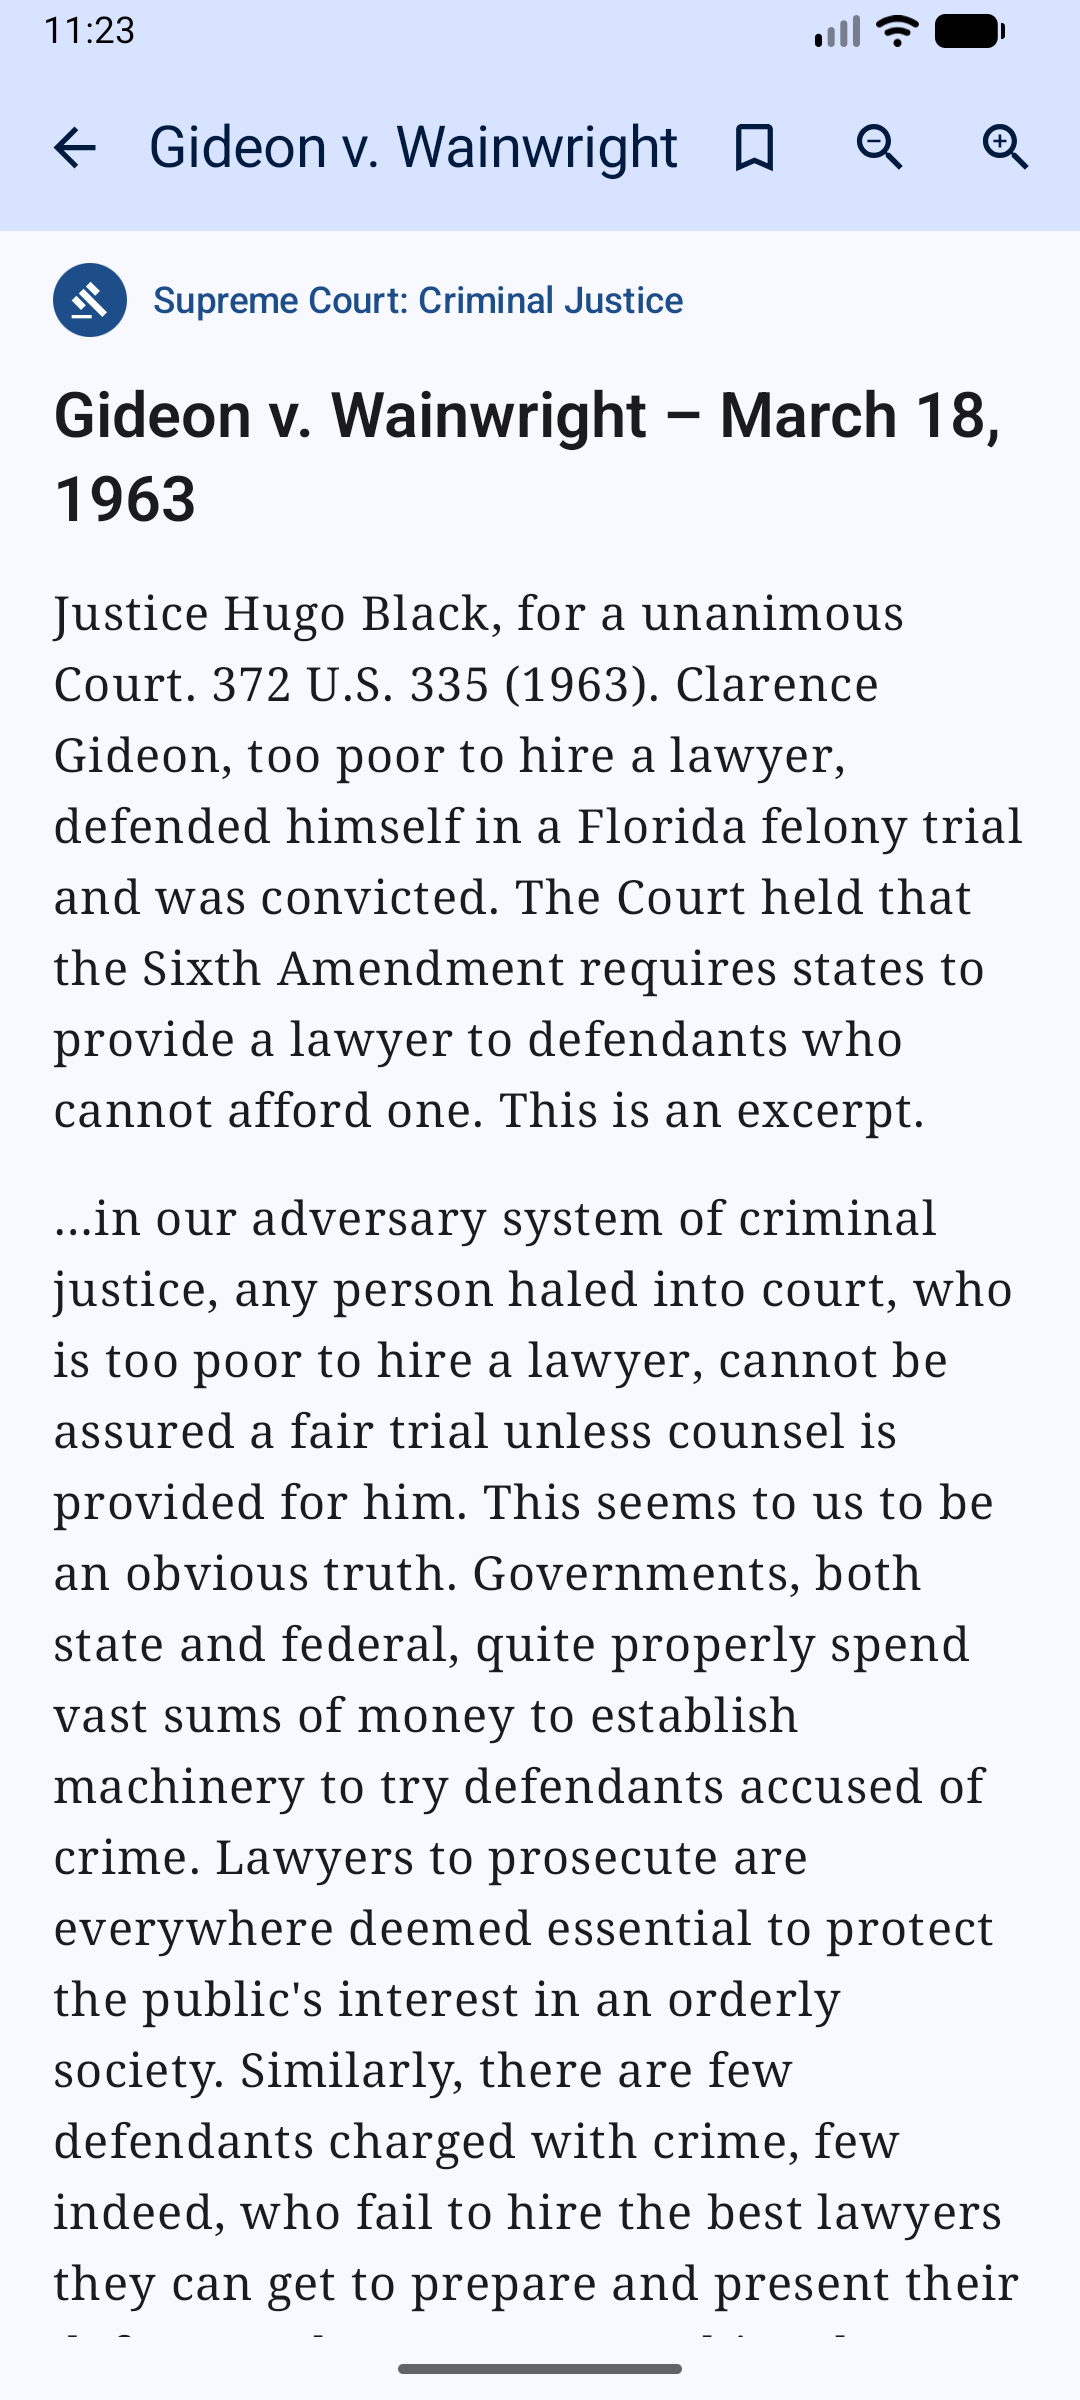 11:23
Gideon v. Wainwright
Supreme Court: Criminal Justice
Gideon v. Wainwright – March 18,
1963
Justice Hugo Black, for a unanimous
Court. 372 U.S. 335 (1963). Clarence
Gideon, too poor to hire a lawyer,
defended himself in a Florida felony trial
and was convicted. The Court held that
the Sixth Amendment requires states to
provide a lawyer to defendants who
cannot afford one. This is an excerpt.
...in our adversary system of criminal
justice, any person haled into court, who
is too poor to hire a lawyer, cannot be
assured a fair trial unless counsel is
provided for him. This seems to us to be
an obvious truth. Governments, both
state and federal, quite properly spend
vast sums of money to establish
machinery to try defendants accused of
crime. Lawyers to prosecute are
everywhere deemed essential to protect
the public's interest in an orderly
society. Similarly, there are few
defendants charged with crime, few
indeed, who fail to hire the best lawyers
they can get to prepare and present their